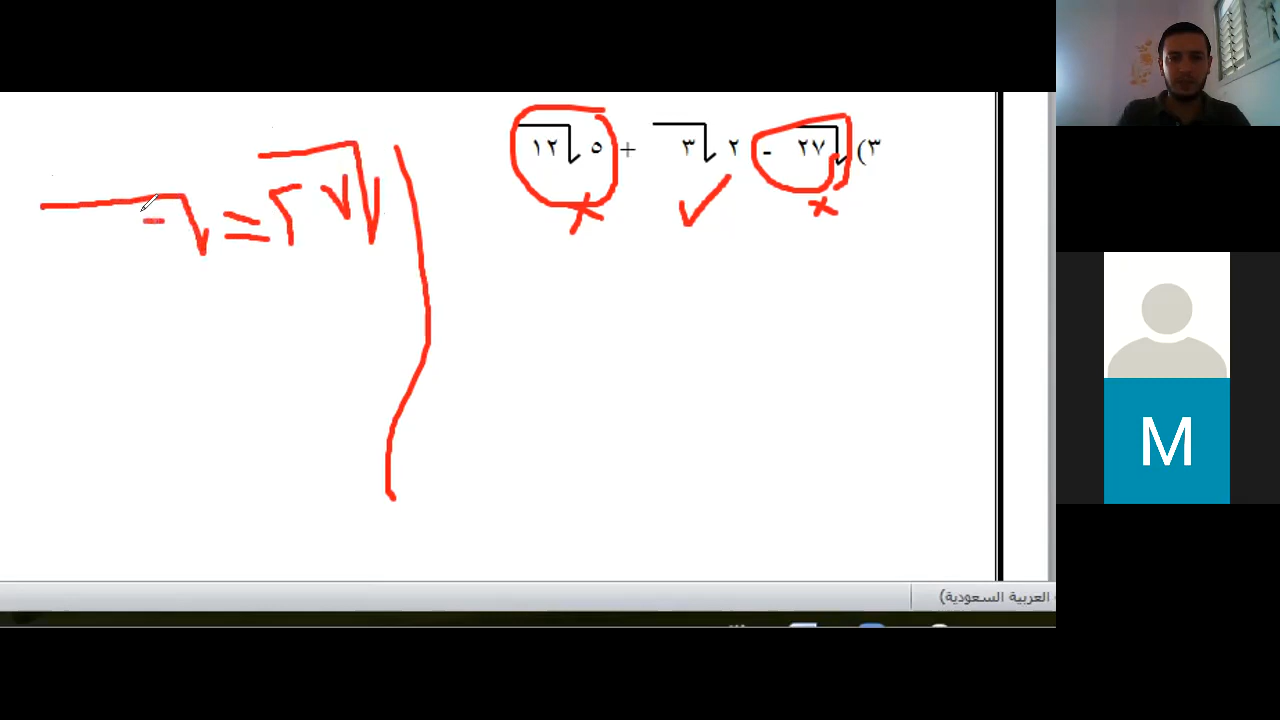 ٣) √٢٧ - ٢√٣ + ٥√١٢
√٢٧ = √
العربية السعودية)
M